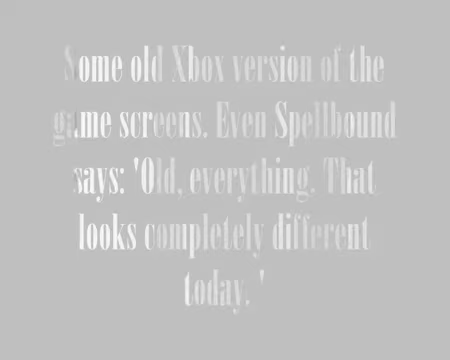 Some old Xbox version of the
game screens. Even Spellbound
says: 'Old, everything. That
looks completely different
today. '